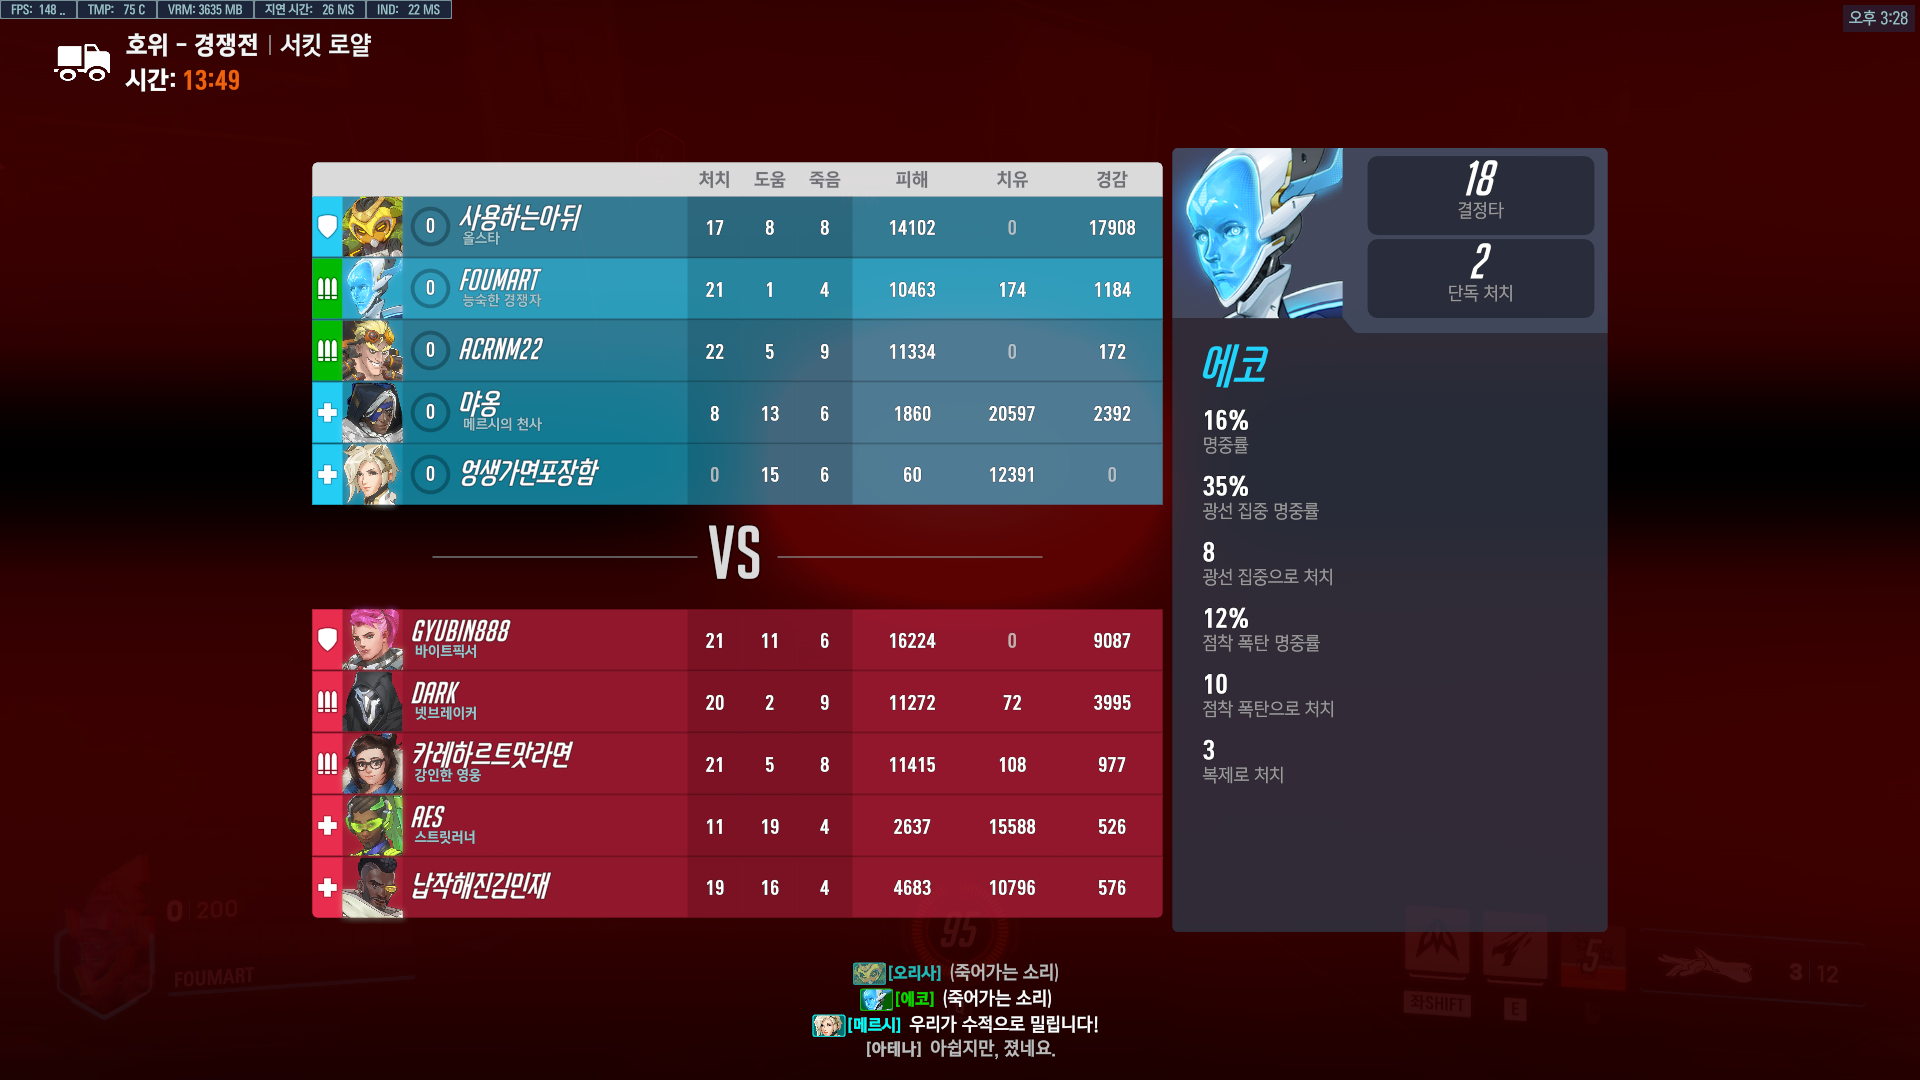 FPS: 148 .. TMP: 75 C VRM: 3635 MB 지연 시간: 26 MS IND: 22 MS
오후 3:28
호위 - 경쟁전 | 서킷 로얄
시간: 13:49
처치 도움 죽음 피해 치유 경감
0 사용하는아뒤 17 8 8 14102 0 17908
올스타
0 FOUMART 21 1 4 10463 174 1184
능숙한 경쟁자
0 ACRNM22 22 5 9 11334 0 172
0 야옹 8 13 6 1860 20597 2392
메르시의 천사
0 엉생가면포장함 0 15 6 60 12391 0
VS
GYUBIN888 21 11 6 16224 0 9087
바이트픽서
DARK 20 2 9 11272 72 3995
넷브레이커
카레하르트맛라면 21 5 8 11415 108 977
강인한 영웅
AES 11 19 4 2637 15588 526
스트릿러너
납작해진김민재 19 16 4 4683 10796 576
18
결정타
2
단독 처치
에코
16%
명중률
35%
광선 집중 명중률
8
광선 집중으로 처치
12%
점착 폭탄 명중률
10
점착 폭탄으로 처치
3
복제로 처치
0 | 200
FOUMART
95
5
3 | 12
좌SHIFT
E
[오리사] (죽어가는 소리)
[에코] (죽어가는 소리)
[메르시] 우리가 수적으로 밀립니다!
[아테나] 아쉽지만, 졌네요.